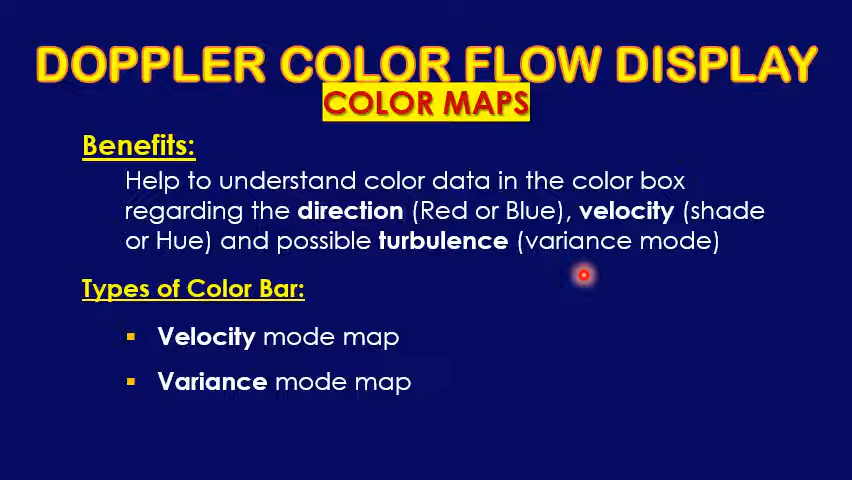 DOPPLER COLOR FLOW DISPLAY
COLOR MAPS
Benefits:
Help to understand color data in the color box
regarding the direction (Red or Blue), velocity (shade
or Hue) and possible turbulence (variance mode)
Types of Color Bar:
▪ Velocity mode map
▪ Variance mode map